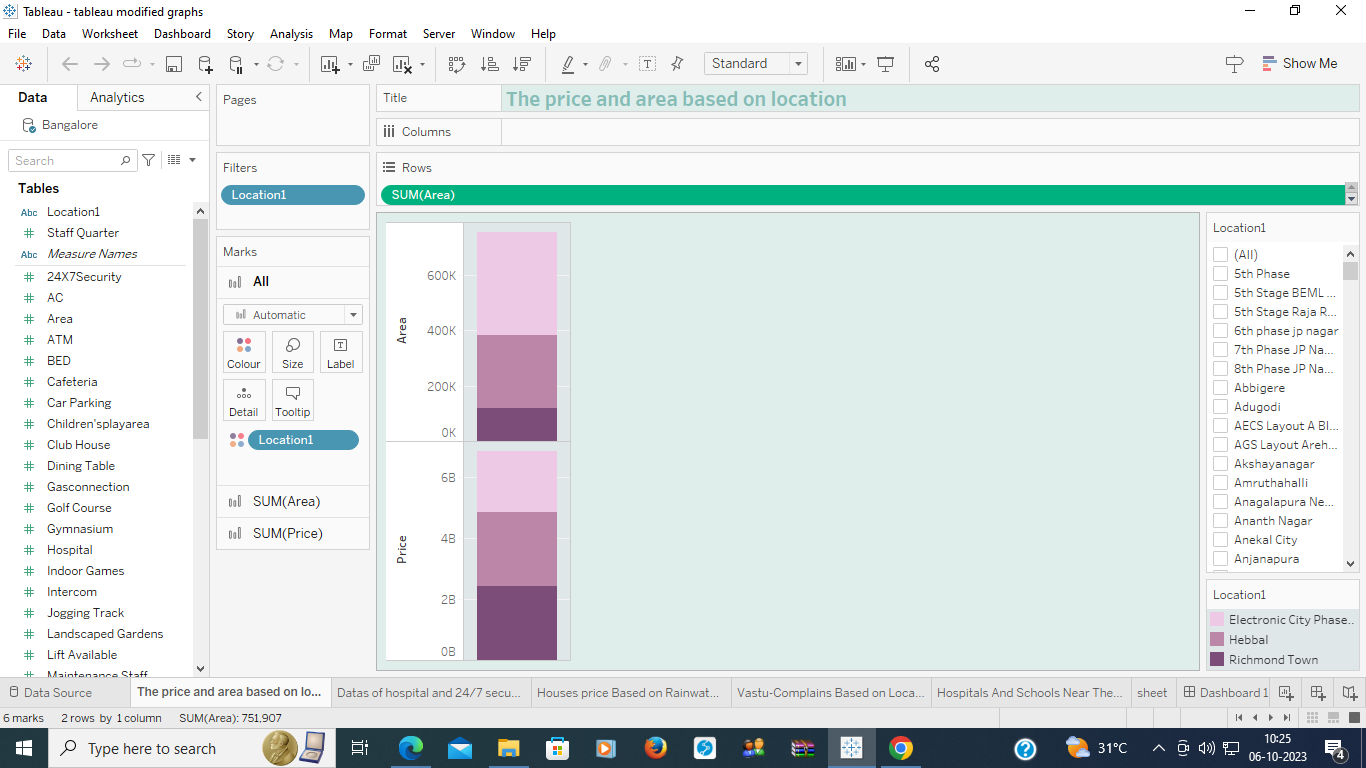 Tableau - tableau modified graphs
File Data Worksheet Dashboard Story Analysis Map Format Server Window Help
Standard
Show Me
Data Analytics
Bangalore
Search
Tables
Abc Location1
# Staff Quarter
Abc Measure Names
# 24X7Security
# AC
# Area
# ATM
# BED
# Cafeteria
# Car Parking
# Children'splayarea
# Club House
# Dining Table
# Gasconnection
# Golf Course
# Gymnasium
# Hospital
# Indoor Games
# Intercom
# Jogging Track
# Landscaped Gardens
# Lift Available
# Maintenance Staff
Pages
Filters
Location1
Marks
All
Automatic
Colour Size Label
Detail Tooltip
Location1
SUM(Area)
SUM(Price)
Title
The price and area based on location
Columns
Rows
SUM(Area)
Area
600K
400K
200K
0K
Price
6B
4B
2B
0B
Location1
(All)
5th Phase
5th Stage BEML ...
5th Stage Raja R...
6th phase jp nagar
7th Phase JP Na...
8th Phase JP Na...
Abbigere
Adugodi
AECS Layout A Bl...
AGS Layout Areh...
Akshayanagar
Amruthahalli
Anagalapura Ne...
Ananth Nagar
Anekal City
Anjanapura
Location1
Electronic City Phase..
Hebbal
Richmond Town
Data Source The price and area based on lo... Datas of hospital and 24/7 secu... Houses price Based on Rainwat... Vastu-Complains Based on Loca... Hospitals And Schools Near The... sheet Dashboard 1
6 marks 2 rows by 1 column SUM(Area): 751,907
Type here to search
31°C
10:25
06-10-2023
4